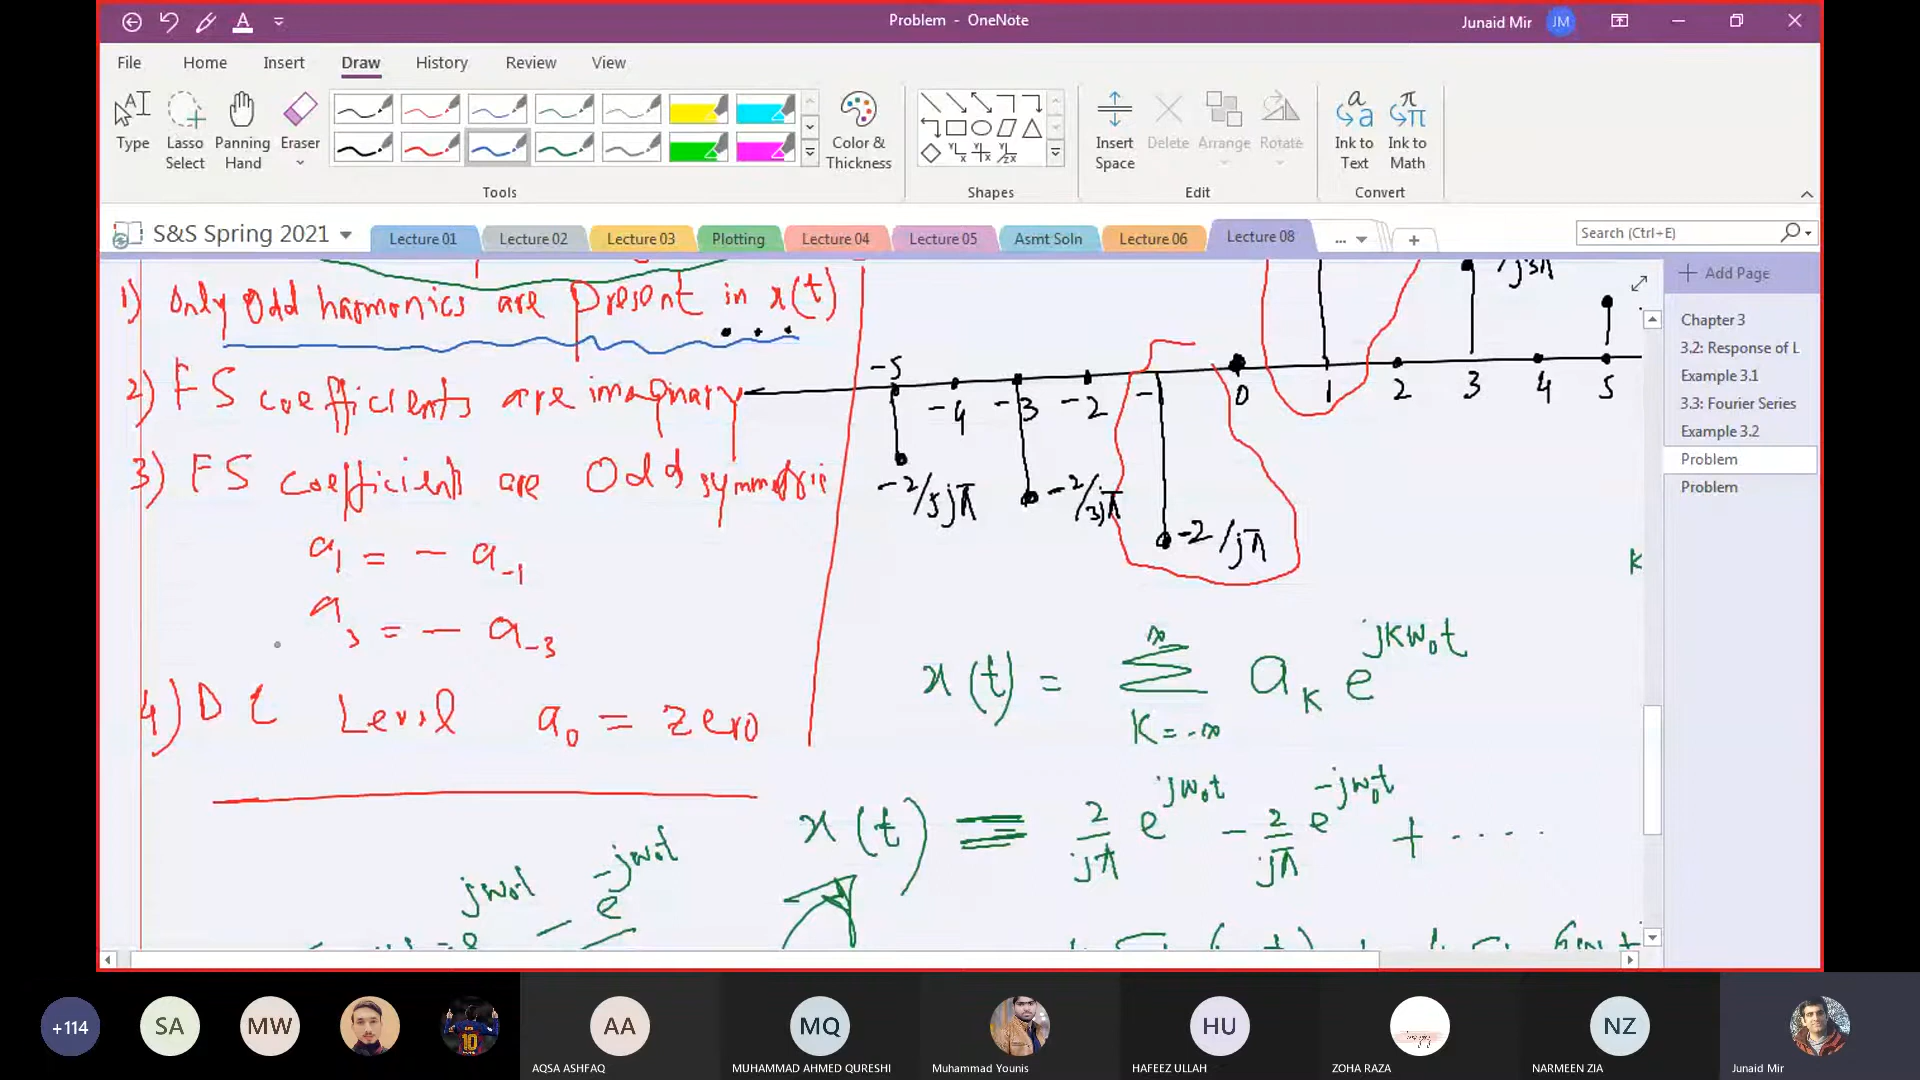 Problem - OneNote
Junaid Mir
JM
File Home Insert Draw History Review View
Type
Lasso Select
Panning Hand
Eraser
Color & Thickness
Insert Space
Delete
Arrange
Rotate
Ink to Text
Ink to Math
Tools
Shapes
Edit
Convert
S&S Spring 2021
Lecture 01
Lecture 02
Lecture 03
Plotting
Lecture 04
Lecture 05
Asmt Soln
Lecture 06
Lecture 08
...
+
Search (Ctrl+E)
Add Page
Chapter 3
3.2: Response of L
Example 3.1
3.3: Fourier Series
Example 3.2
Problem
Problem
1) Only Odd harmonics are Present in x(t)
2) FS coefficients are imaginary
3) FS coefficients are Odd symmetric
a1 = - a-1
a3 = - a-3
4) DC Level a0 = zero
/j3π
-5 -4 -3 -2 - 0 1 2 3 4 5
-2/5jπ
-2/3jπ
-2/jπ
K
x(t) = ∞ Σ K=-∞ aK e^jKw0t
x(t) = 2/jπ e^jw0t - 2/jπ e^-jw0t + ....
e^jw0t - e^-jw0t
+114
SA
MW
10
AA
MQ
HU
NZ
AQSA ASHFAQ
MUHAMMAD AHMED QURESHI
Muhammad Younis
HAFEEZ ULLAH
ZOHA RAZA
NARMEEN ZIA
Junaid Mir